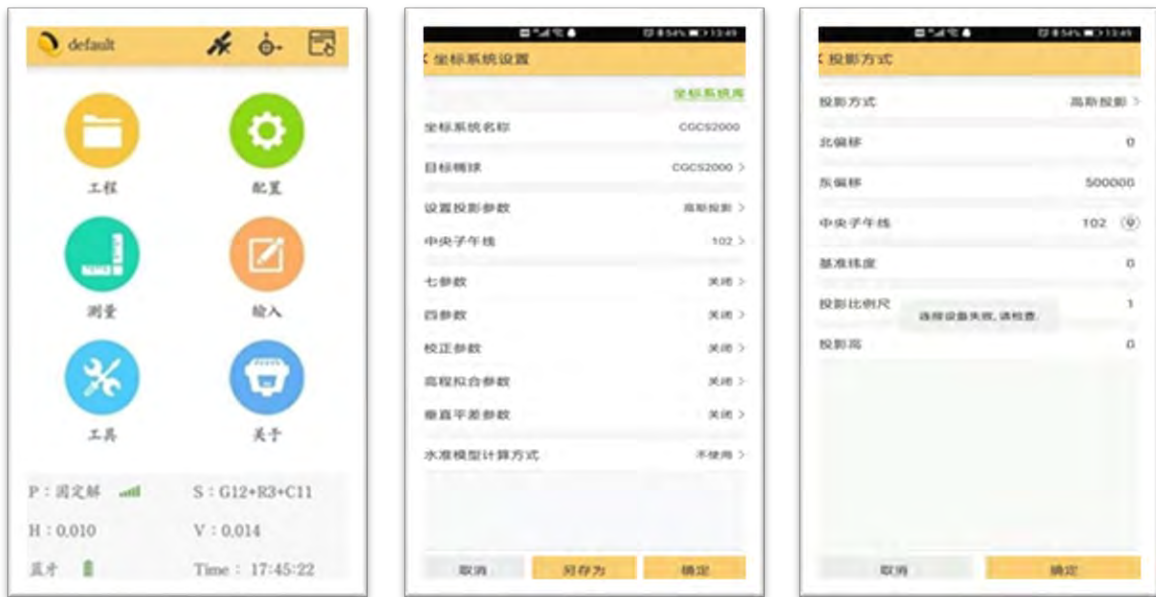 default
工程
配置
测量
输入
工具
关于
P：固定解
S：G12+R3+C11
H：0.010
V：0.014
蓝牙
Time： 17:45:22
54% 13:49
坐标系统设置
坐标系统库
坐标系统名称 CGCS2000
目标椭球 CGCS2000
设置投影参数 高斯投影
中央子午线 102
七参数 关闭
四参数 关闭
校正参数 关闭
高程拟合参数 关闭
垂直平差参数 关闭
水准模型计算方式 不使用
取消 另存为 确定
54% 13:49
投影方式
投影方式 高斯投影
北偏移 0
东偏移 500000
中央子午线 102
基准纬度 0
投影比例尺 1
连接设备失败,请检查.
投影高 0
取消 确定